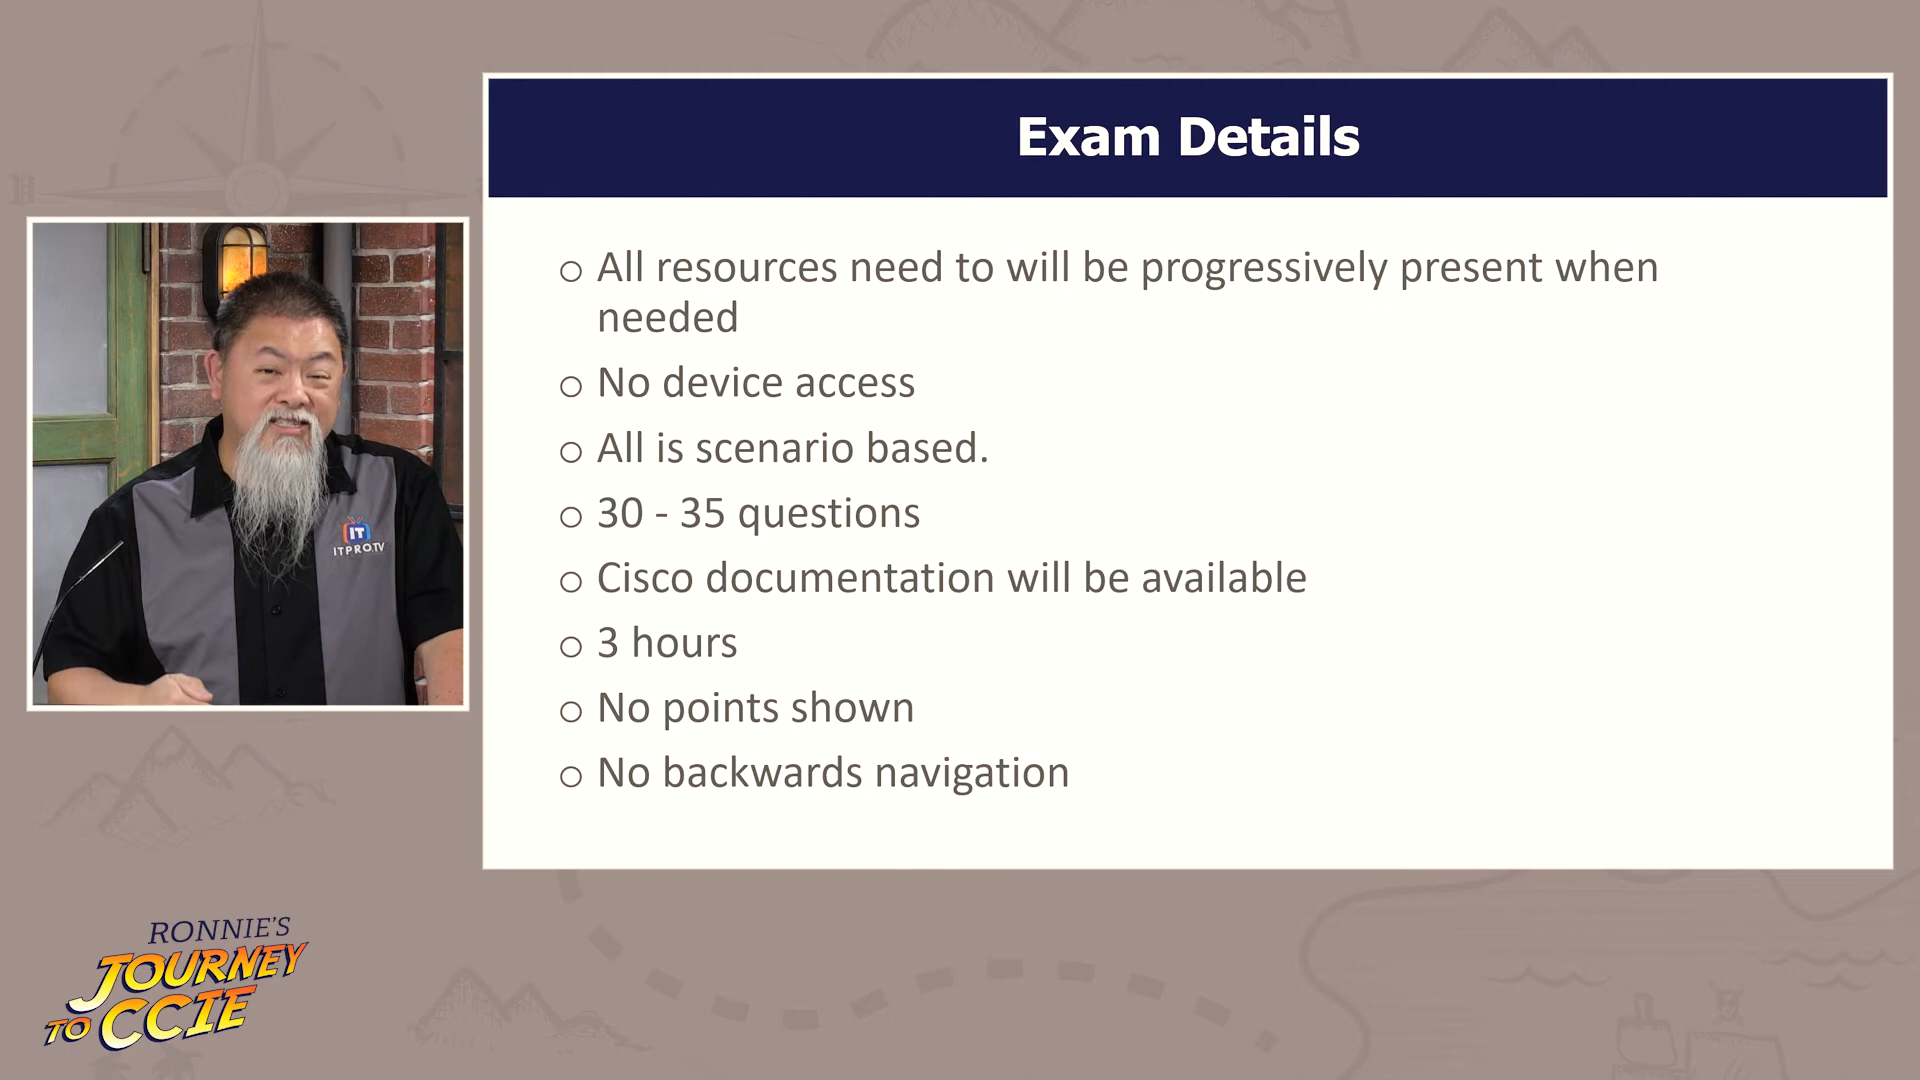 Exam Details
All resources need to will be progressively present when
needed
No device access
All is scenario based.
30 - 35 questions
Cisco documentation will be available
3 hours
No points shown
No backwards navigation
IT
ITPRO.TV
RONNIE'S
JOURNEY
TO CCIE